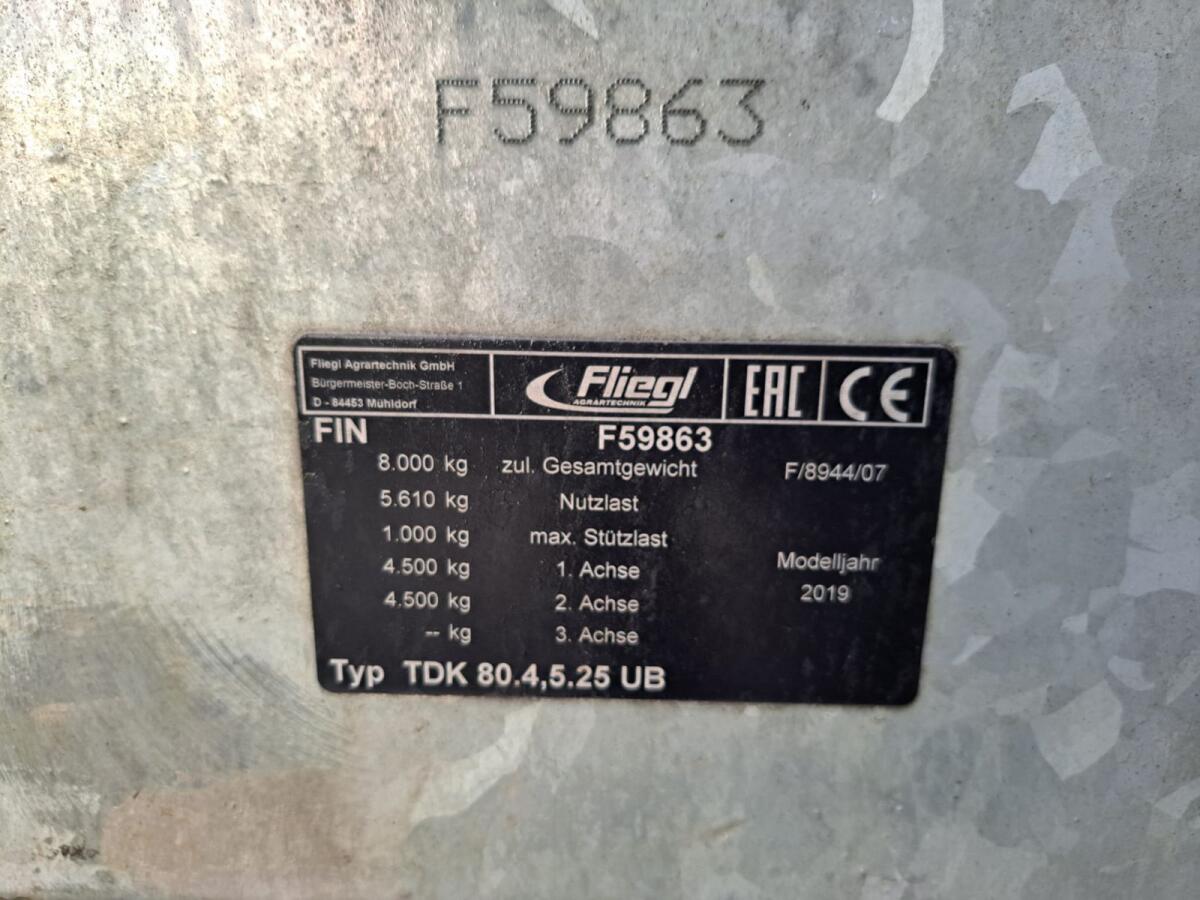 F59863
Fliegl Agrartechnik GmbH
Bürgermeister-Boch-Straße 1
D - 84453 Mühldorf
Fliegl
AGRARTECHNIK
EAC
CE
FIN F59863
8.000 kg zul. Gesamtgewicht F/8944/07
5.610 kg Nutzlast
1.000 kg max. Stützlast
4.500 kg 1. Achse Modelljahr
4.500 kg 2. Achse 2019
-- kg 3. Achse
Typ TDK 80.4,5.25 UB